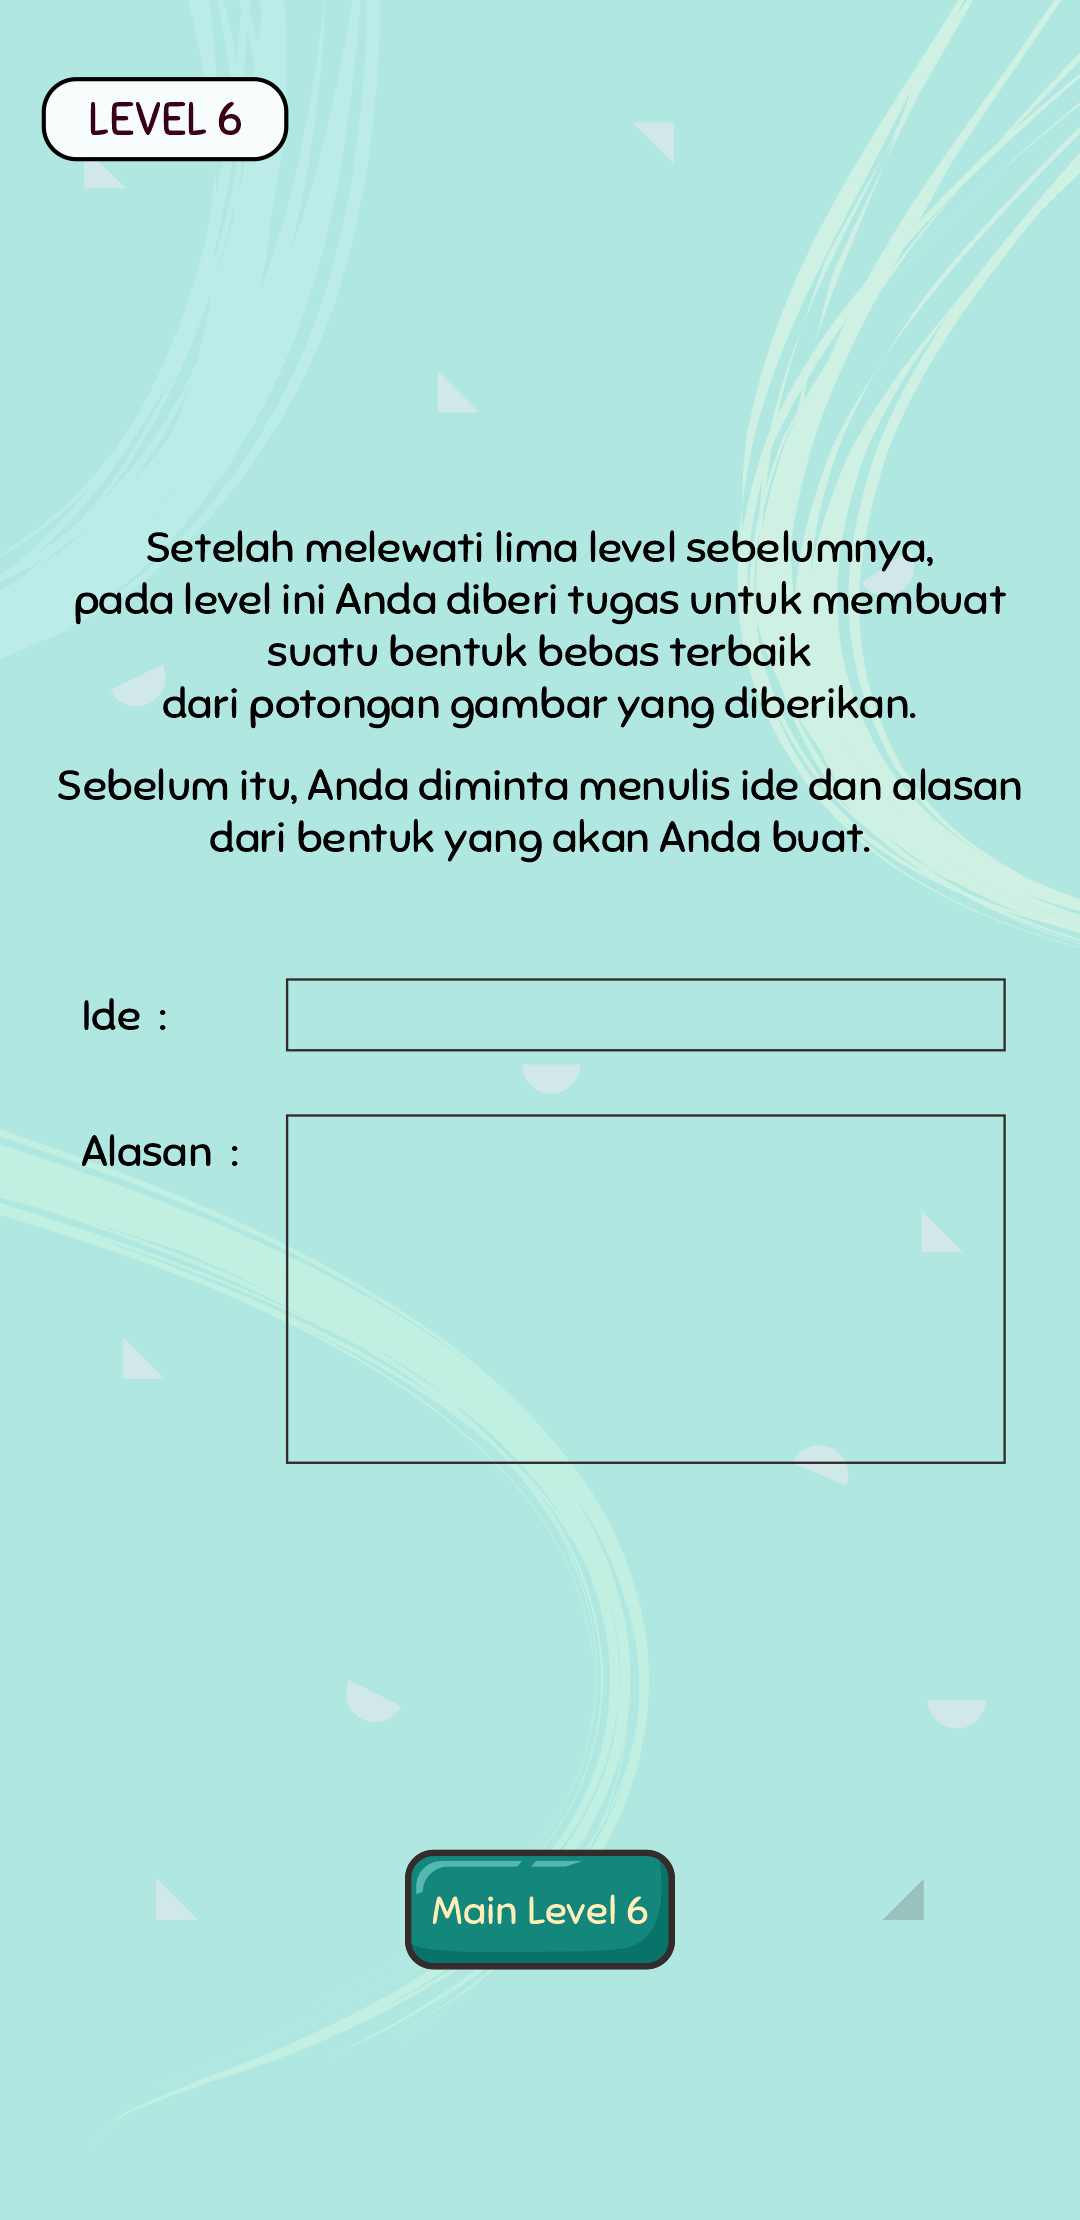 LEVEL 6
Setelah melewati lima level sebelumnya,
pada level ini Anda diberi tugas untuk membuat
suatu bentuk bebas terbaik
dari potongan gambar yang diberikan.
Sebelum itu, Anda diminta menulis ide dan alasan
dari bentuk yang akan Anda buat.
Ide :
Alasan :
Main Level 6